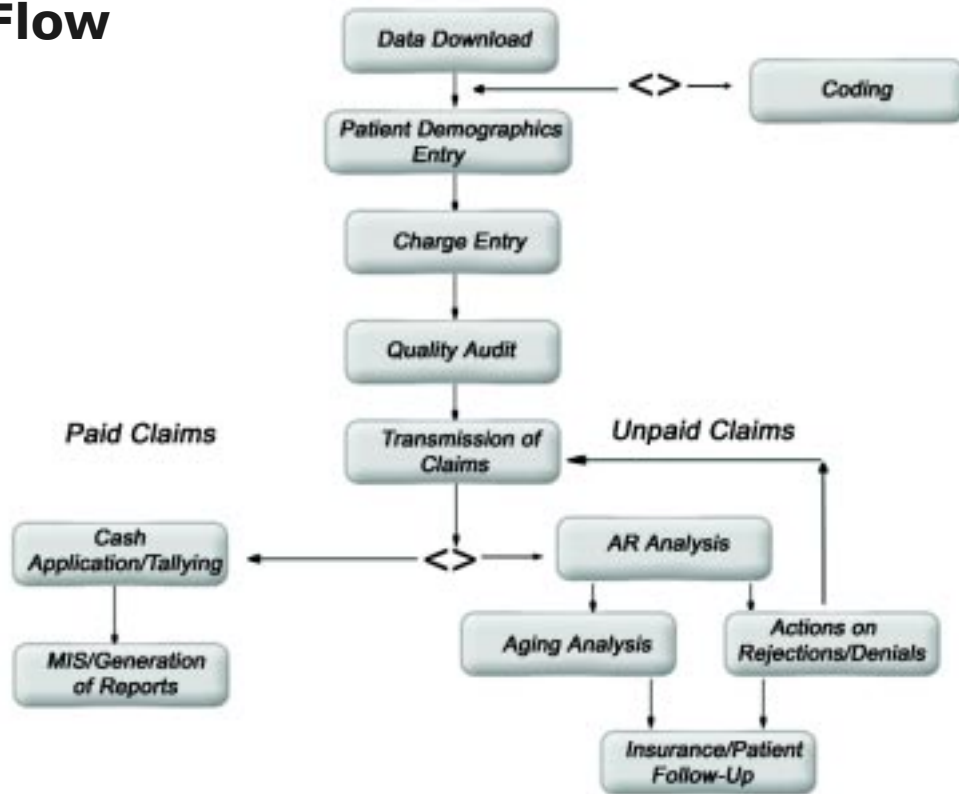 Flow
Data Download
<>
Coding
Patient Demographics
Entry
Charge Entry
Quality Audit
Paid Claims
Transmission of
Claims
Unpaid Claims
Cash
Application/Tallying
<>
AR Analysis
MIS/Generation
of Reports
Aging Analysis
Actions on
Rejections/Denials
Insurance/Patient
Follow-Up